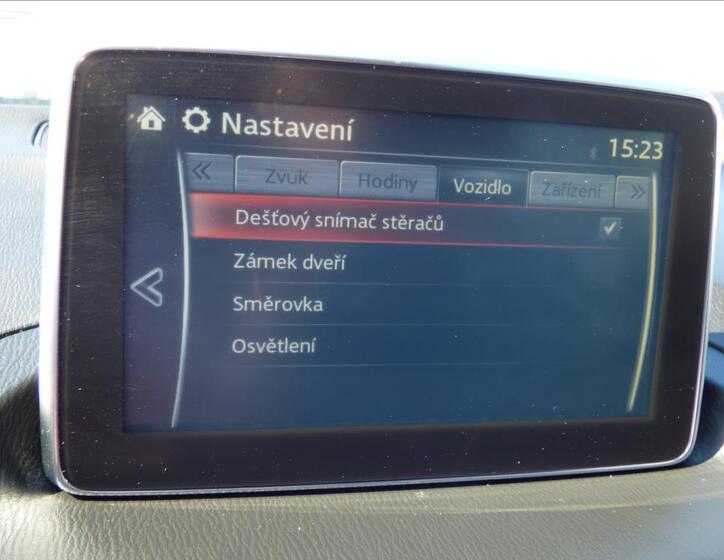 Nastavení
15:23
« Zvuk Hodiny Vozidlo Zařízení »
Dešťový snímač stěračů
Zámek dveří
Směrovka
Osvětlení